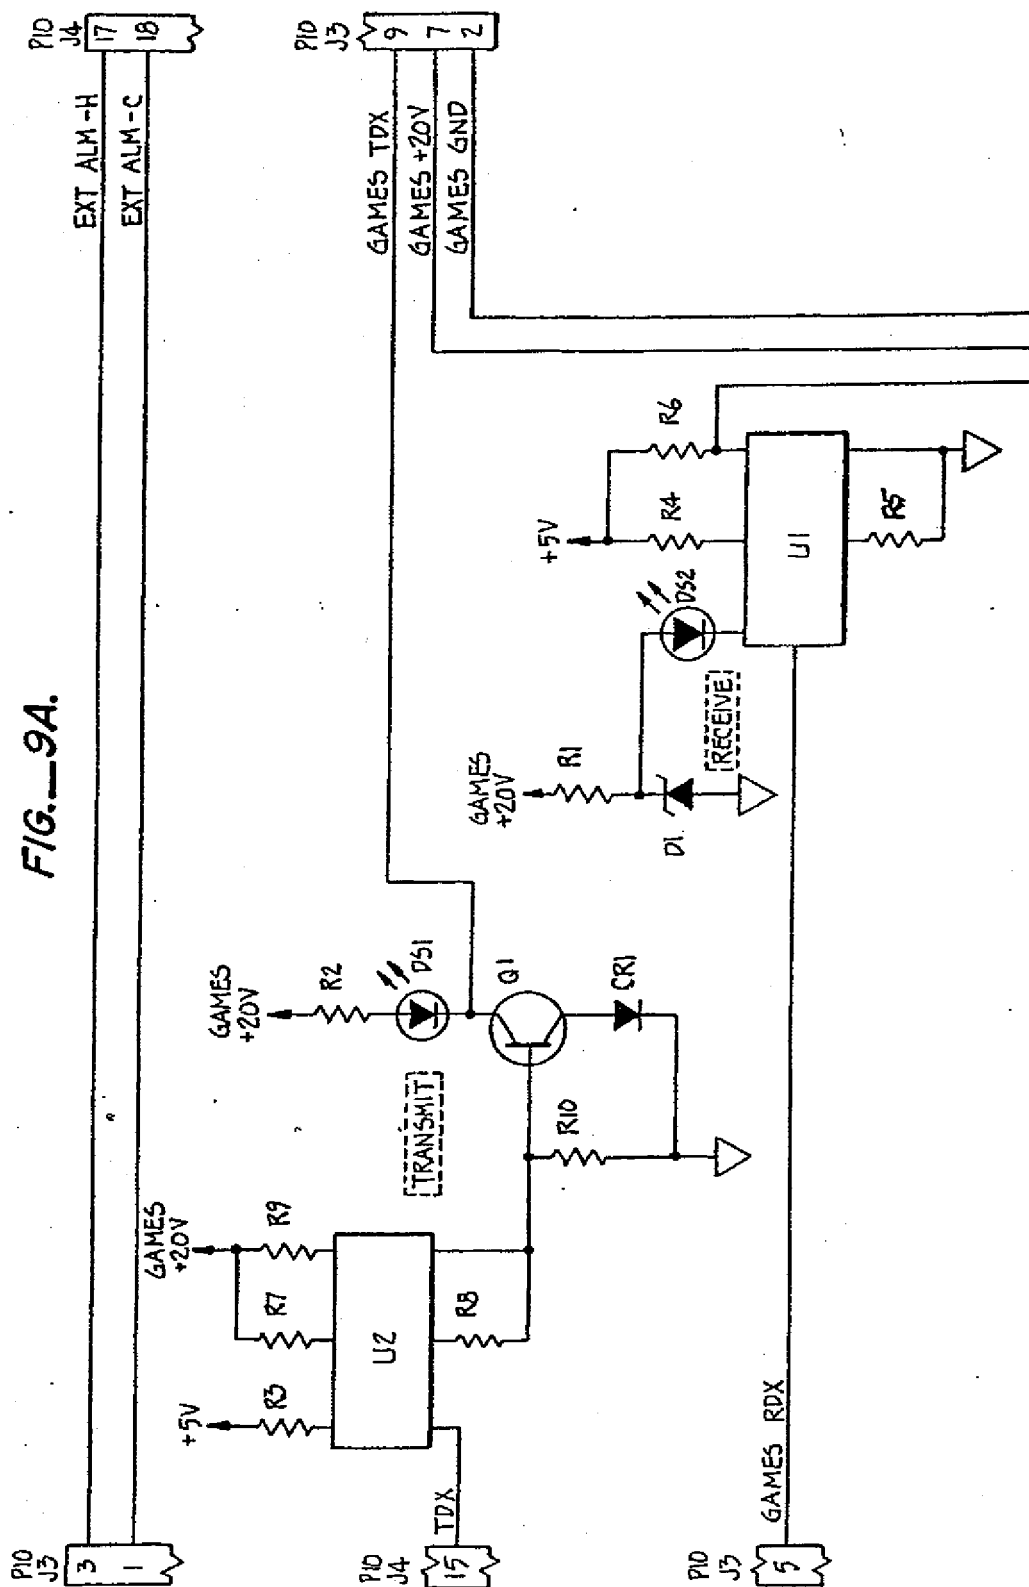 FIG.__9A.
P10
J3
3
1
EXT ALM-H
EXT ALM-C
P10
J4
17
18
P10
J4
15
TDX
+5V
R3
GAMES
+20V
R7
R9
U2
R8
TRANSMIT
GAMES
+20V
R2
DS1
Q1
R10
CR1
GAMES TDX
GAMES +20V
GAMES GND
P10
J3
9
7
2
P10
J3
5
GAMES RDX
GAMES
+20V
R1
D1
RECEIVE
DS2
+5V
R4
R6
U1
R5